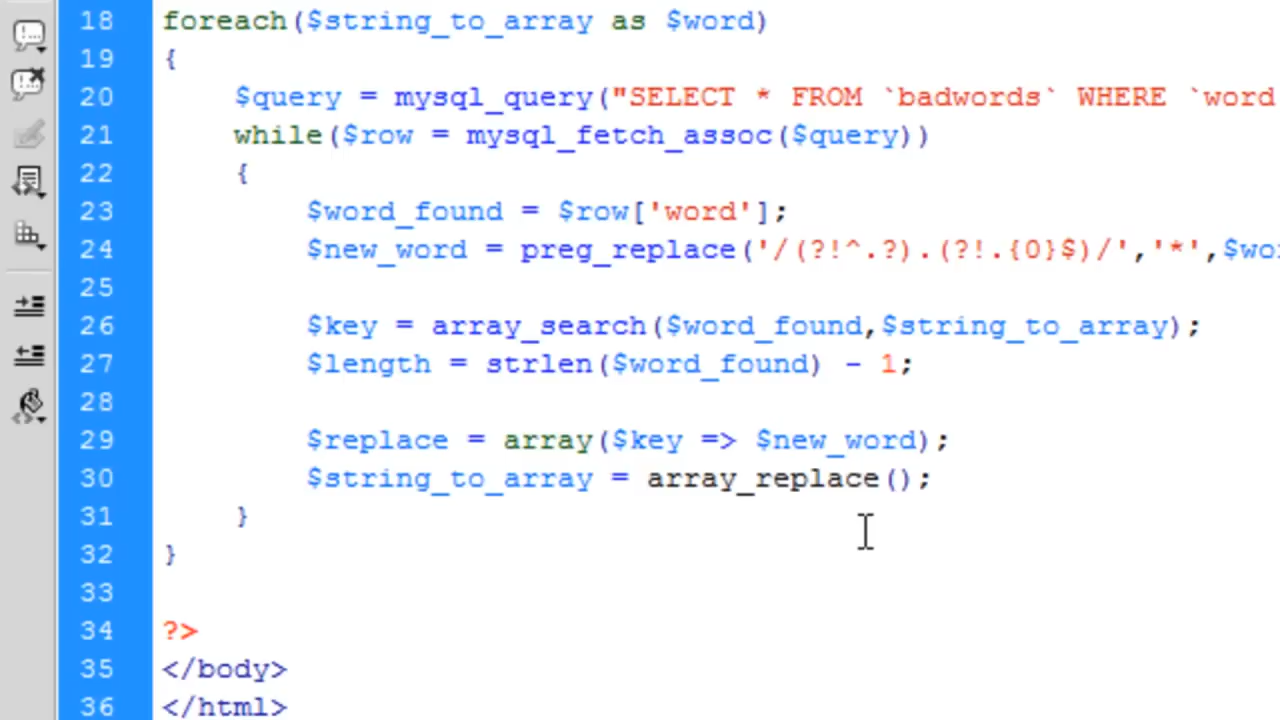 18 foreach($string_to_array as $word)
19 {
20 $query = mysql_query("SELECT * FROM `badwords` WHERE `word
21 while($row = mysql_fetch_assoc($query))
22 {
23 $word_found = $row['word'];
24 $new_word = preg_replace('/(?!^.?).(?!.{0}$)/','*',$wo
25
26 $key = array_search($word_found,$string_to_array);
27 $length = strlen($word_found) - 1;
28
29 $replace = array($key => $new_word);
30 $string_to_array = array_replace();
31 }
32 }
33
34 ?>
35 </body>
36 </html>